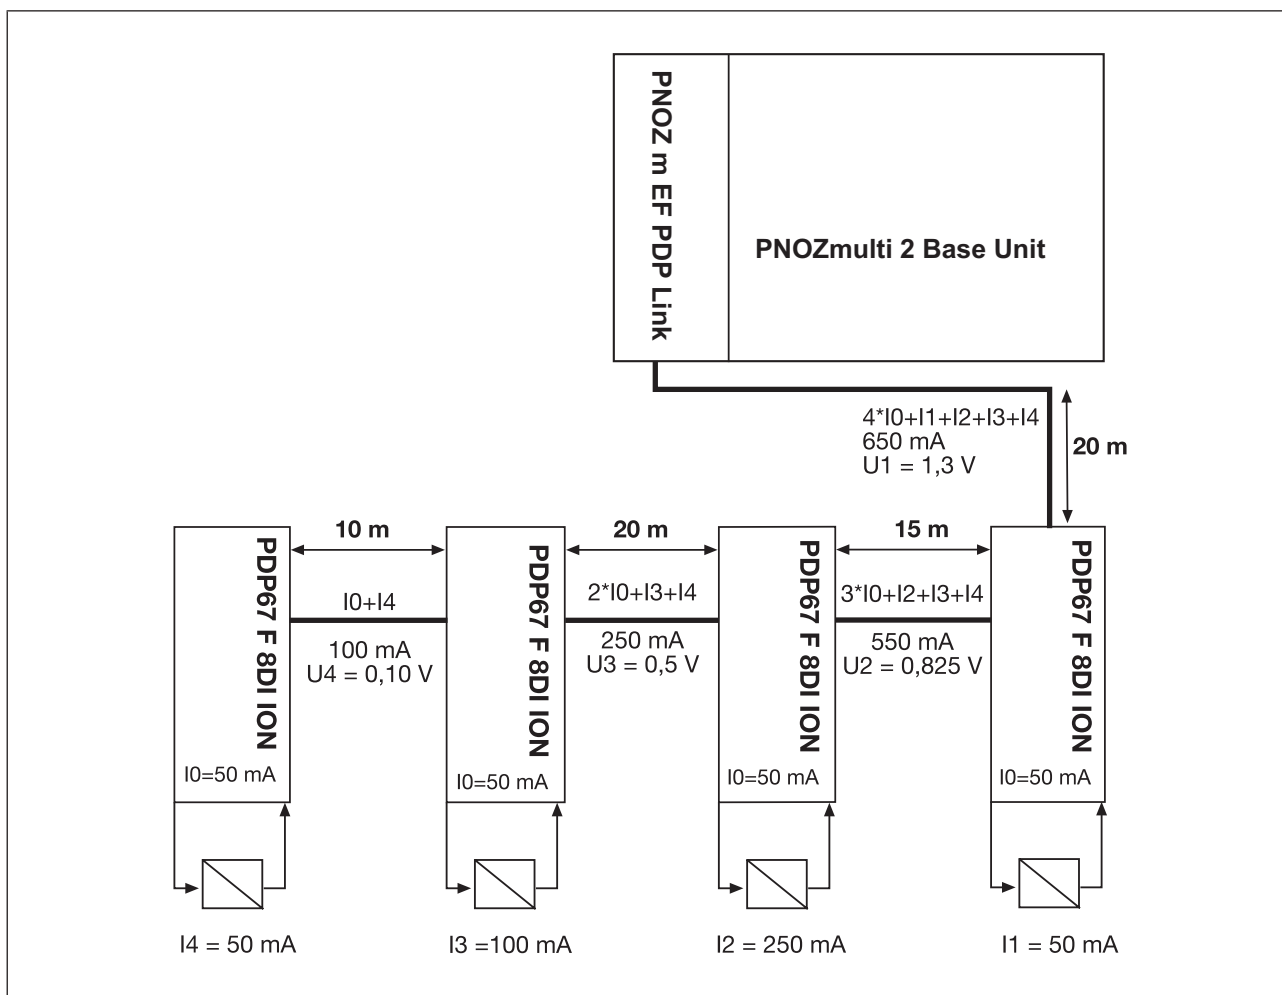 PNOZ m EF PDP Link
PNOZmulti 2 Base Unit
4*I0+I1+I2+I3+I4
650 mA
U1 = 1,3 V
20 m
10 m
20 m
15 m
PDP67 F 8DI ION
I0+I4
100 mA
U4 = 0,10 V
I0=50 mA
PDP67 F 8DI ION
2*I0+I3+I4
250 mA
U3 = 0,5 V
I0=50 mA
PDP67 F 8DI ION
3*I0+I2+I3+I4
550 mA
U2 = 0,825 V
I0=50 mA
PDP67 F 8DI ION
I0=50 mA
I4 = 50 mA
I3 =100 mA
I2 = 250 mA
I1 = 50 mA